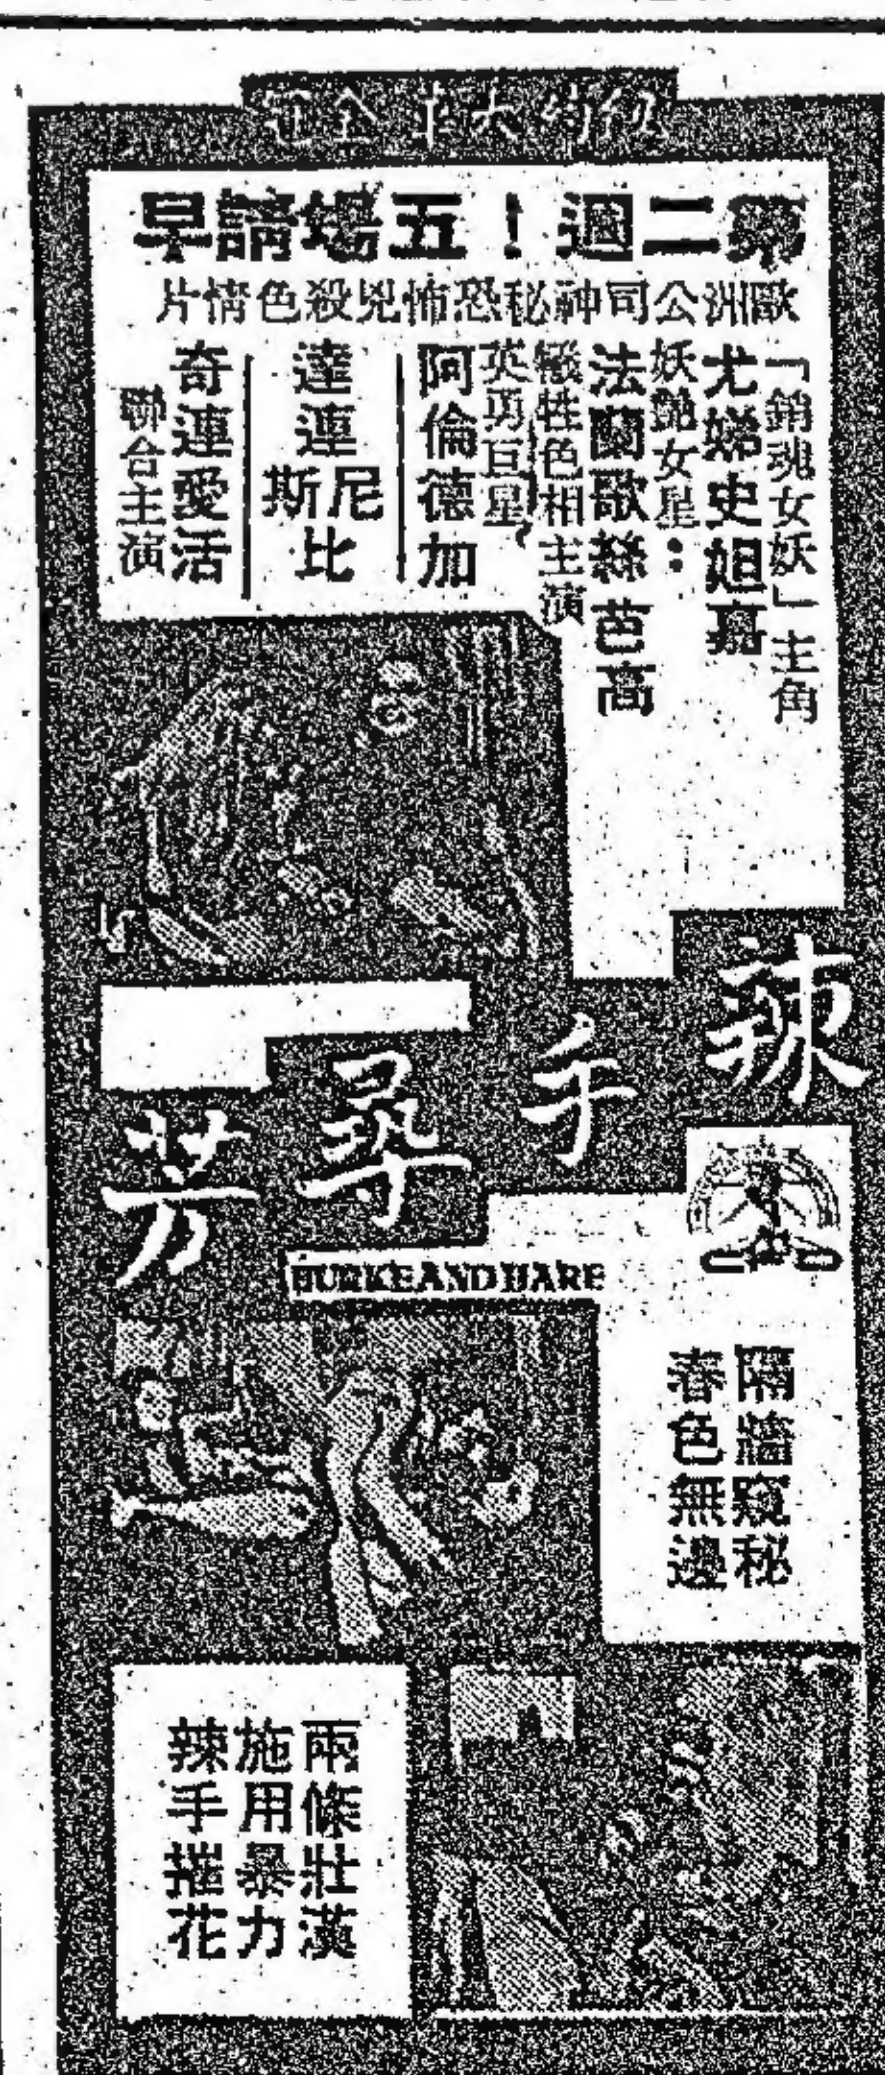 第二週！五場請早
歐洲公司神秘恐怖兇殺色情片
「銷魂女妖」主角
尤娣史妲嘉
妖艷女星：
法蘭歌絲芭高
犠牲色相主演
英勇巨星
阿倫德加
達連
尼斯比
奇連愛活
聯合主演
辣手尋芳
BURKE AND HARE
隔牆窺秘
春色無邊
兩條壯漢
施用暴力
辣手摧花